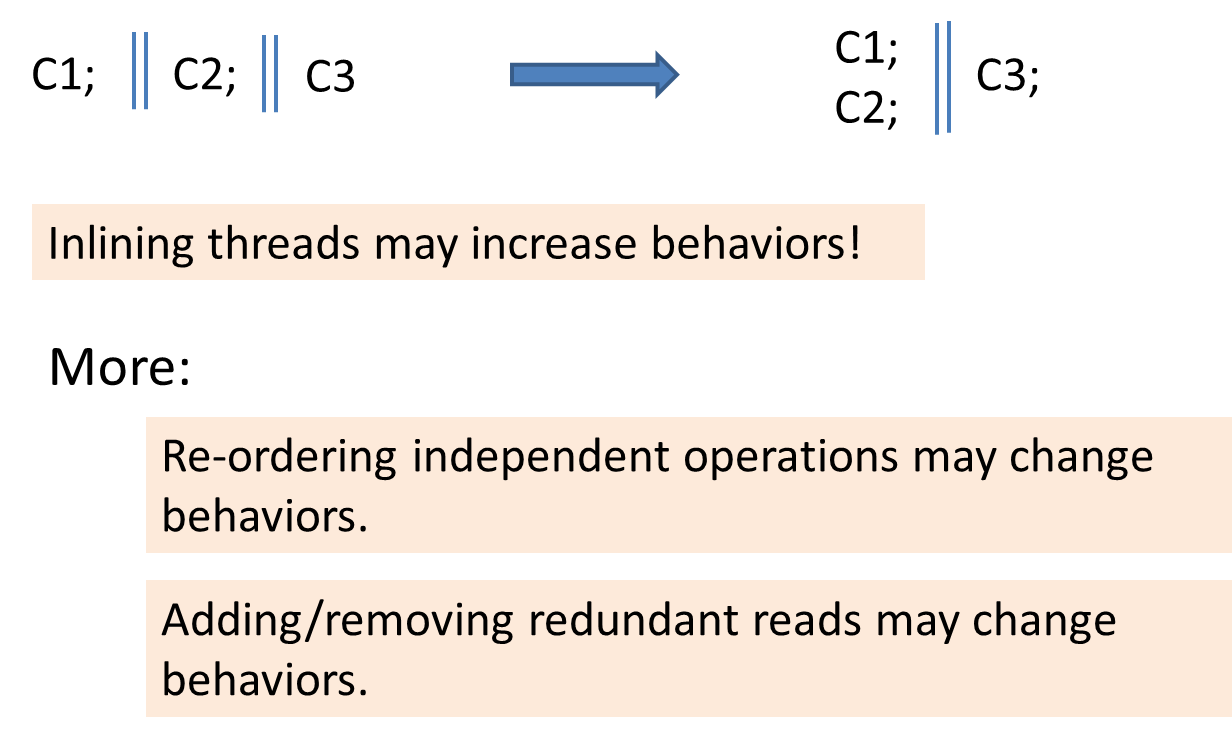 C1; || C2; || C3
C1;
C2; || C3;
Inlining threads may increase behaviors!
More:
Re-ordering independent operations may change
behaviors.
Adding/removing redundant reads may change
behaviors.